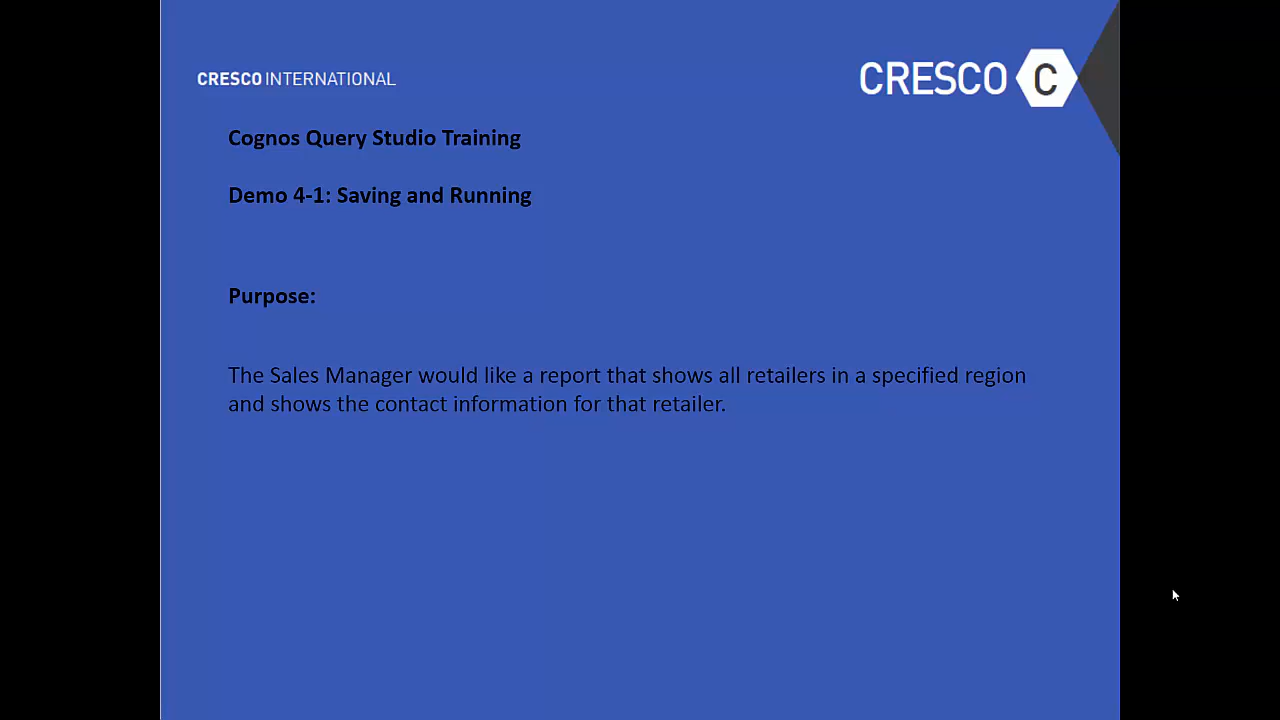 CRESCO INTERNATIONAL
CRESCO C
Cognos Query Studio Training
Demo 4-1: Saving and Running
Purpose:
The Sales Manager would like a report that shows all retailers in a specified region
and shows the contact information for that retailer.